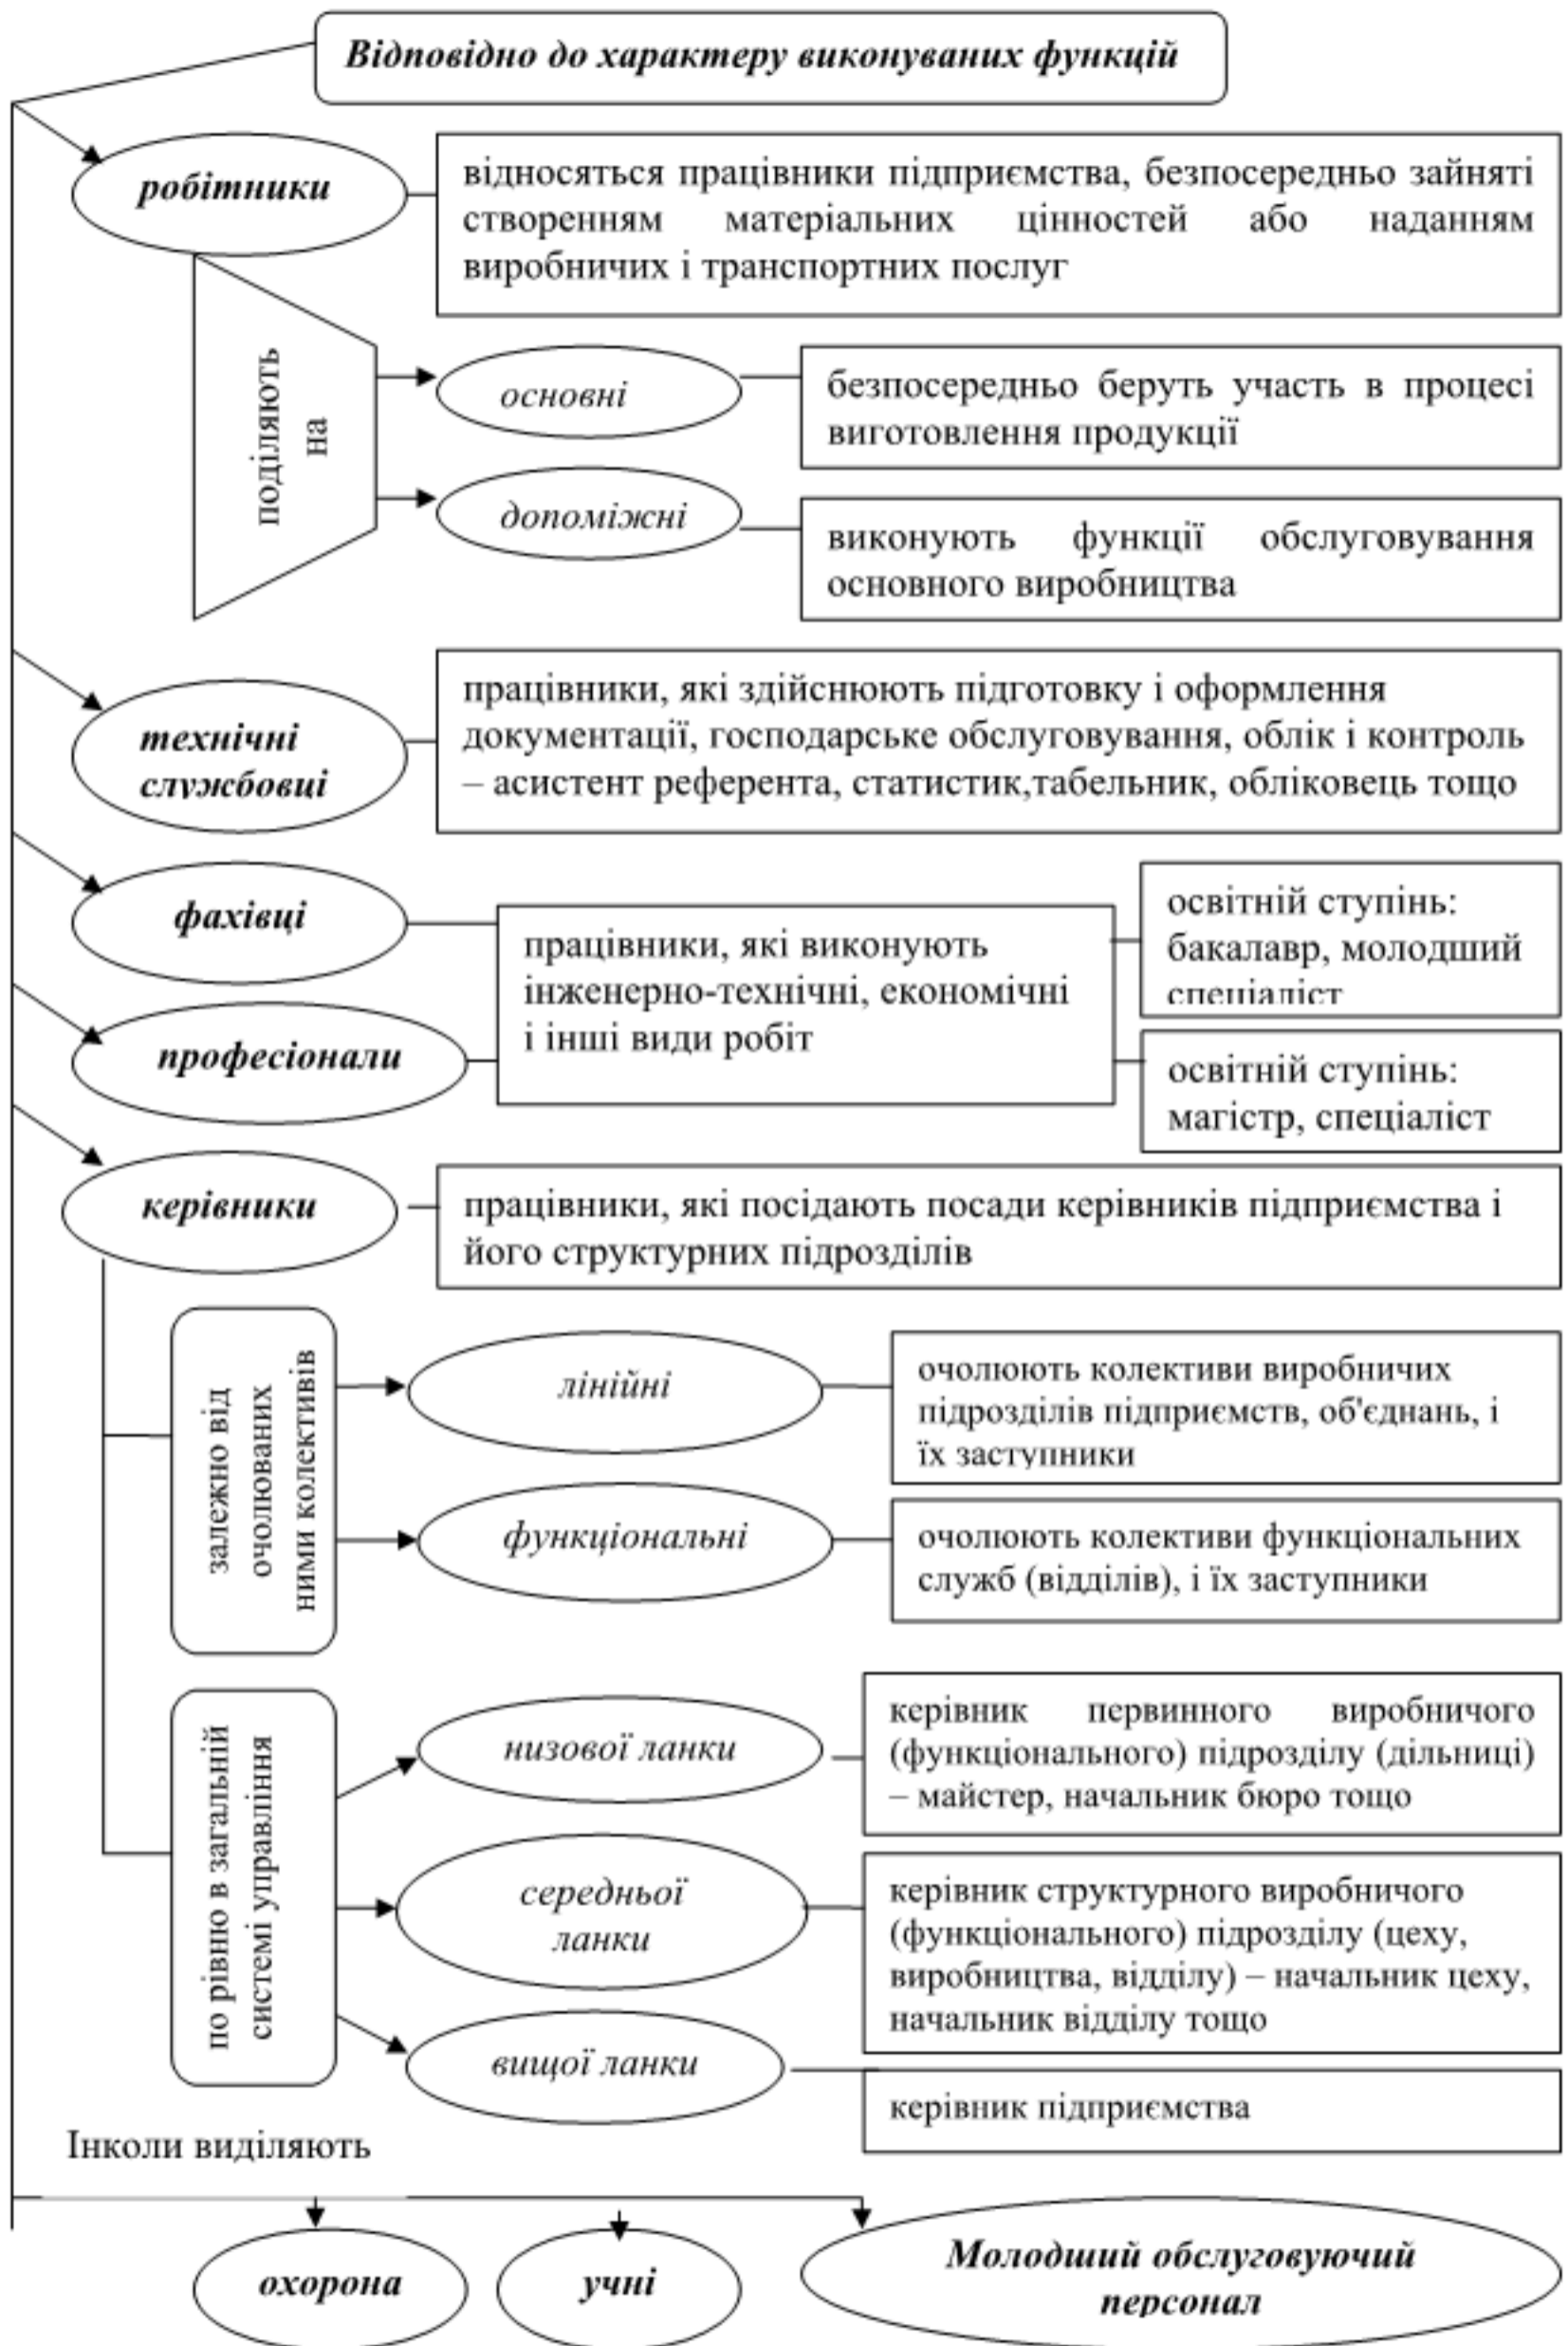 Відповідно до характеру виконуваних функцій
робітники
відносяться працівники підприємства, безпосередньо зайняті
створенням матеріальних цінностей або наданням
виробничих і транспортних послуг
поділяють
на
основні
безпосередньо беруть участь в процесі
виготовлення продукції
допоміжні
виконують функції обслуговування
основного виробництва
технічні
службовці
працівники, які здійснюють підготовку і оформлення
документації, господарське обслуговування, облік і контроль
– асистент референта, статистик,табельник, обліковець тощо
фахівці
працівники, які виконують
інженерно-технічні, економічні
і інші види робіт
освітній ступінь:
бакалавр, молодший
спеціаліст
професіонали
освітній ступінь:
магістр, спеціаліст
керівники
працівники, які посідають посади керівників підприємства і
його структурних підрозділів
залежно від
очолюваних
ними колективів
лінійні
очолюють колективи виробничих
підрозділів підприємств, об'єднань, і
їх заступники
функціональні
очолюють колективи функціональних
служб (відділів), і їх заступники
по рівню в загальній
системі управління
низової ланки
керівник первинного виробничого
(функціонального) підрозділу (дільниці)
– майстер, начальник бюро тощо
середньої
ланки
керівник структурного виробничого
(функціонального) підрозділу (цеху,
виробництва, відділу) – начальник цеху,
начальник відділу тощо
вищої ланки
керівник підприємства
Інколи виділяють
охорона
учні
Молодший обслуговуючий
персонал